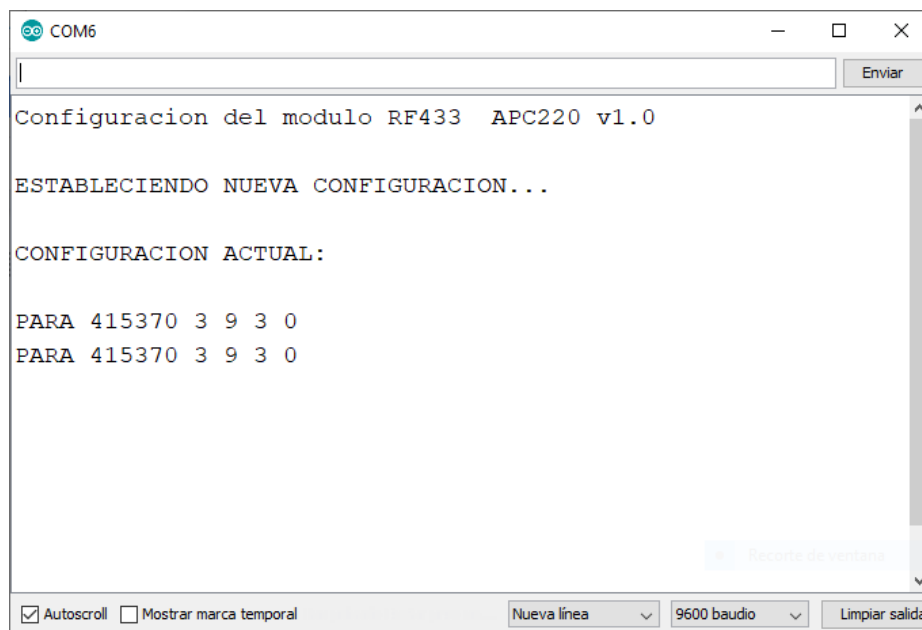 COM6
Enviar
Configuracion del modulo RF433  APC220 v1.0
ESTABLECIENDO NUEVA CONFIGURACION...
CONFIGURACION ACTUAL:
PARA 415370 3 9 3 0
PARA 415370 3 9 3 0
Recorte de ventana
Autoscroll Mostrar marca temporal Nueva línea 9600 baudio Limpiar salida